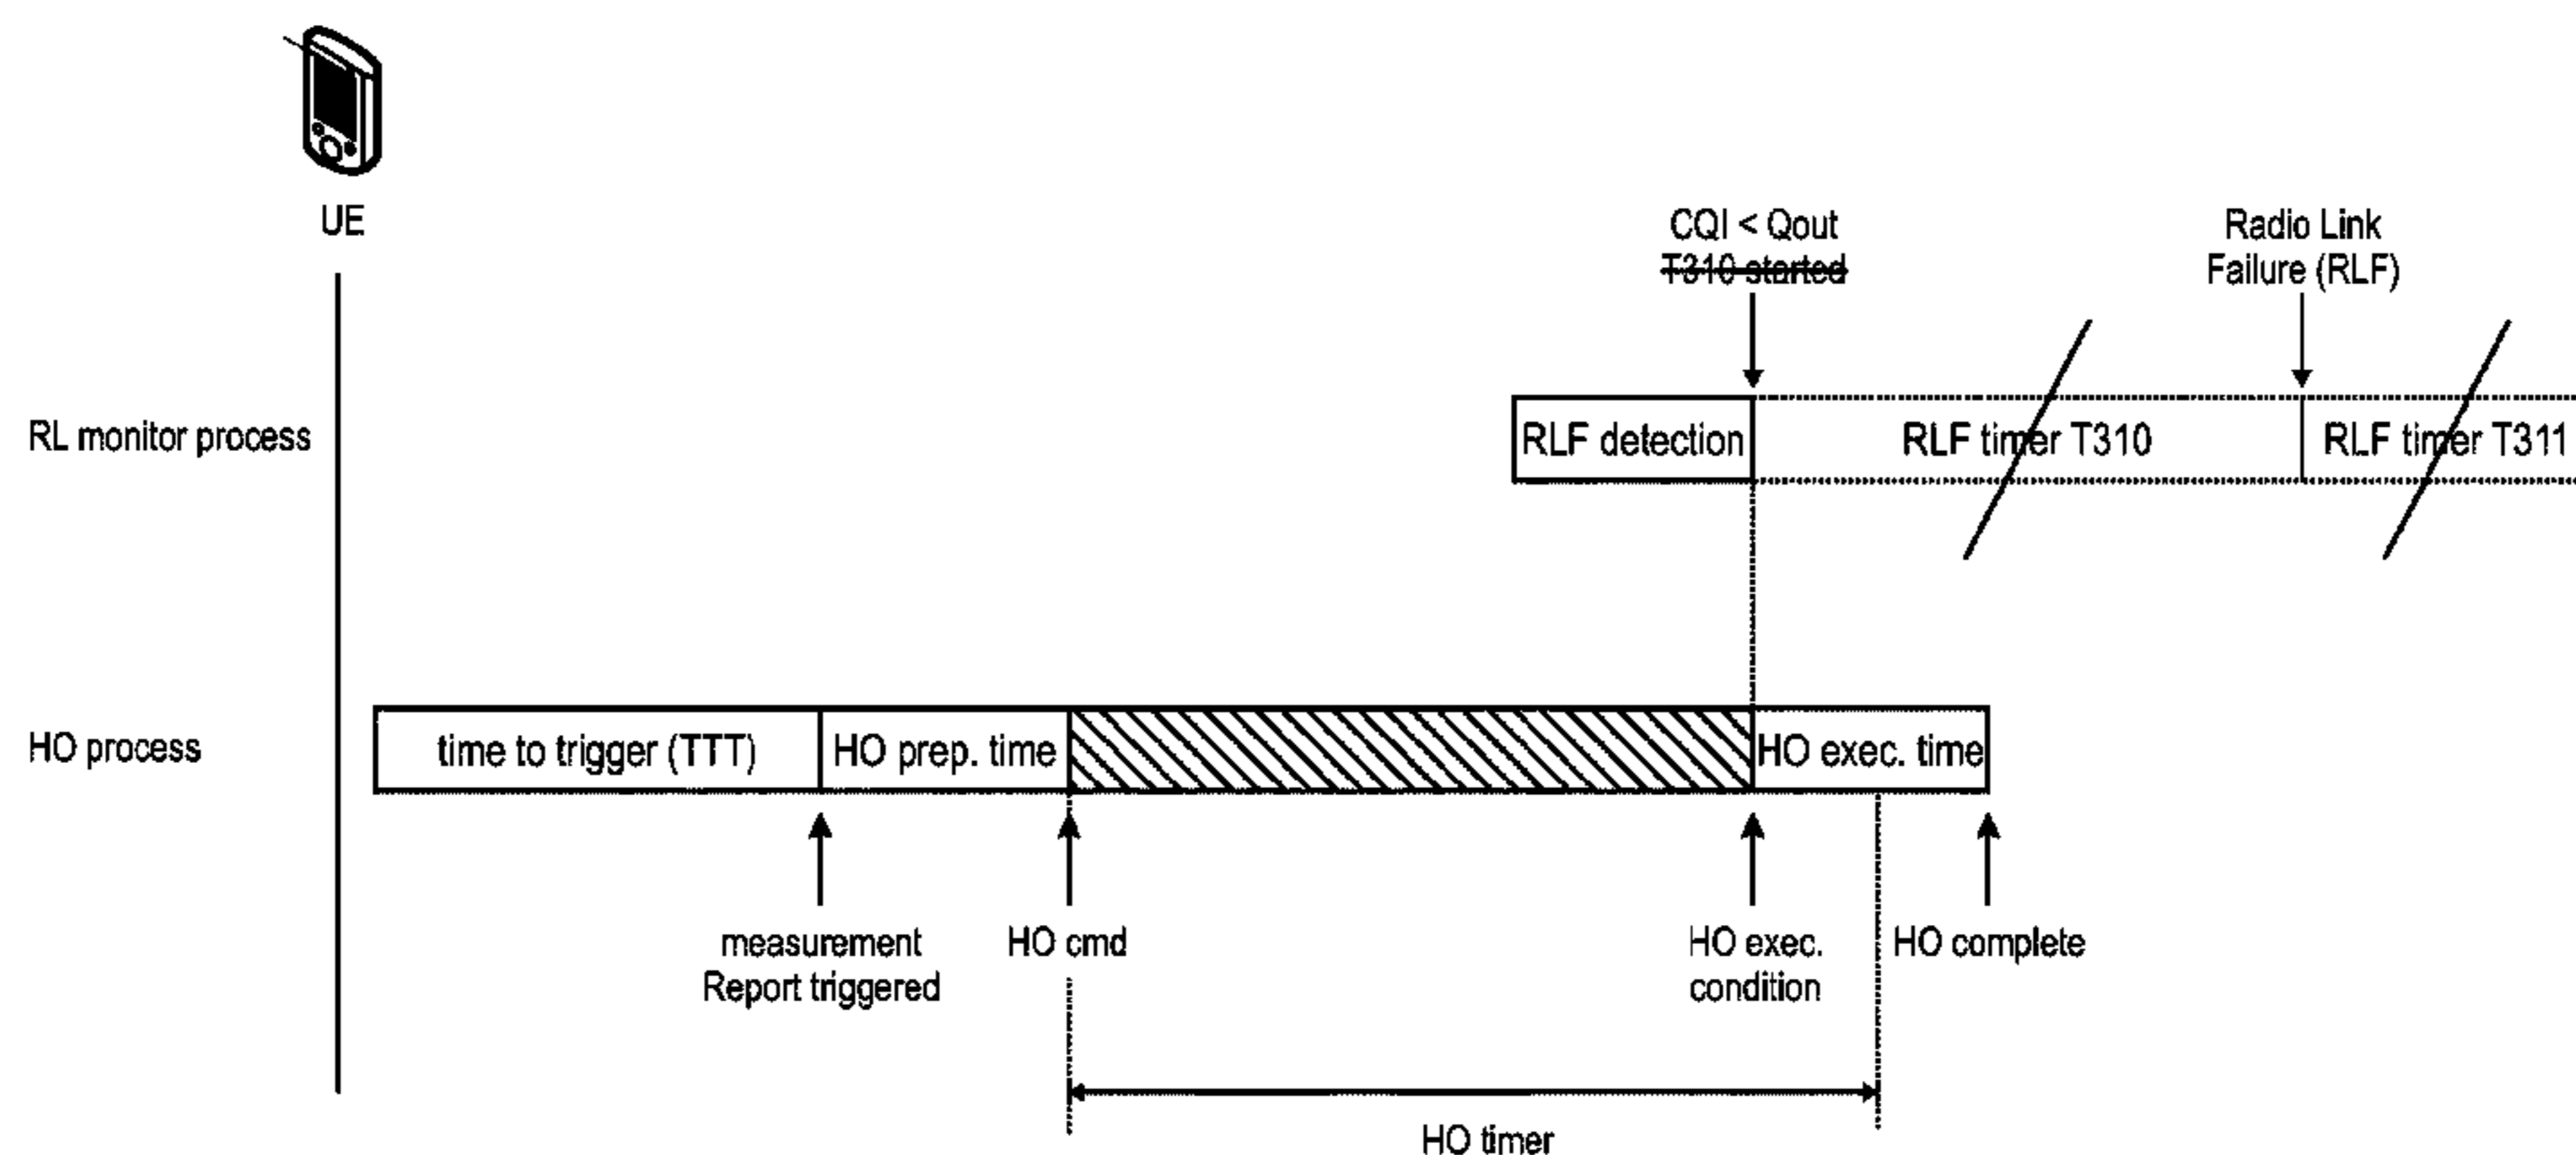 UE
CQI < Qout
T310 started
Radio Link
Failure (RLF)
RL monitor process
RLF detection
RLF timer T310
RLF timer T311
HO process
time to trigger (TTT)
HO prep. time
HO exec. time
measurement
Report triggered
HO cmd
HO exec.
condition
HO complete
HO timer